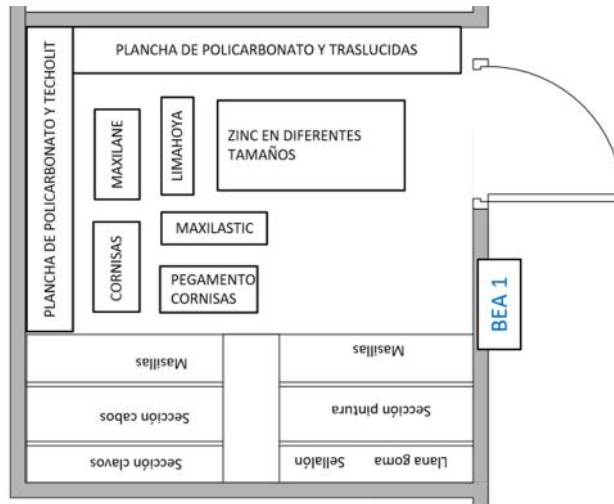 PLANCHA DE POLICARBONATO Y TRASLUCIDAS
PLANCHA DE POLICARBONATO Y TECHOLIT
MAXILANE
LIMAHOYA
ZINC EN DIFERENTES
TAMAÑOS
CORNISAS
MAXILASTIC
PEGAMENTO
CORNISAS
BEA 1
Masillas
Masillas
Sección cabos
Sección pintura
Sección clavos
Sellalón
Llana goma